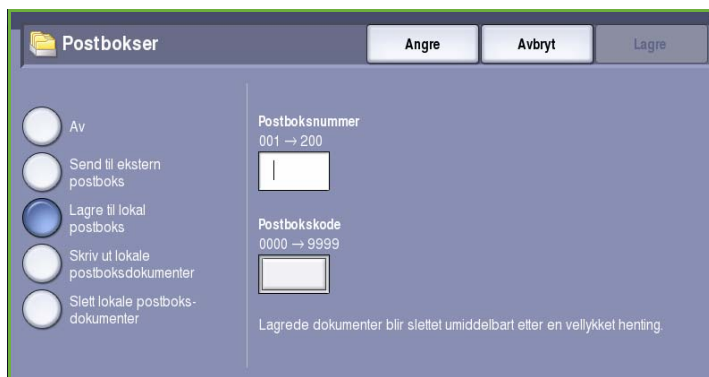 Postbokser
Angre
Avbryt
Lagre
Av
Send til ekstern
postboks
Lagre til lokal
postboks
Skriv ut lokale
postboksdokumenter
Slett lokale postboks-
dokumenter
Postboksnummer
001 → 200
Postbokskode
0000 → 9999
Lagrede dokumenter blir slettet umiddelbart etter en vellykket henting.